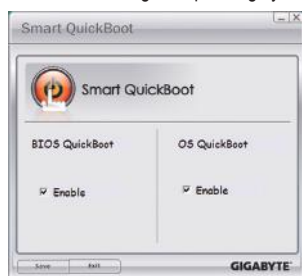 Smart QuickBoot
Smart QuickBoot
BIOS QuickBoot
Enable
OS QuickBoot
Enable
Save
Exit
GIGABYTE